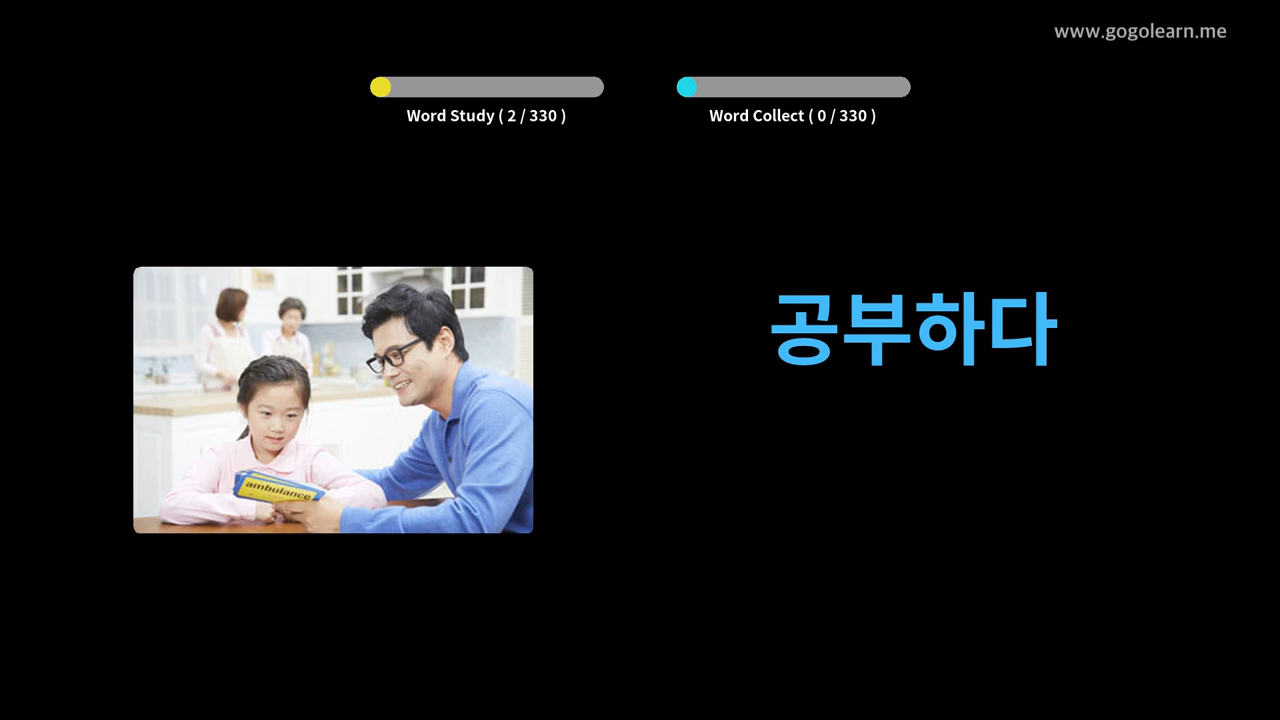 www.gogolearn.me
Word Study ( 2 / 330 )
Word Collect ( 0 / 330 )
공부하다
ambulance